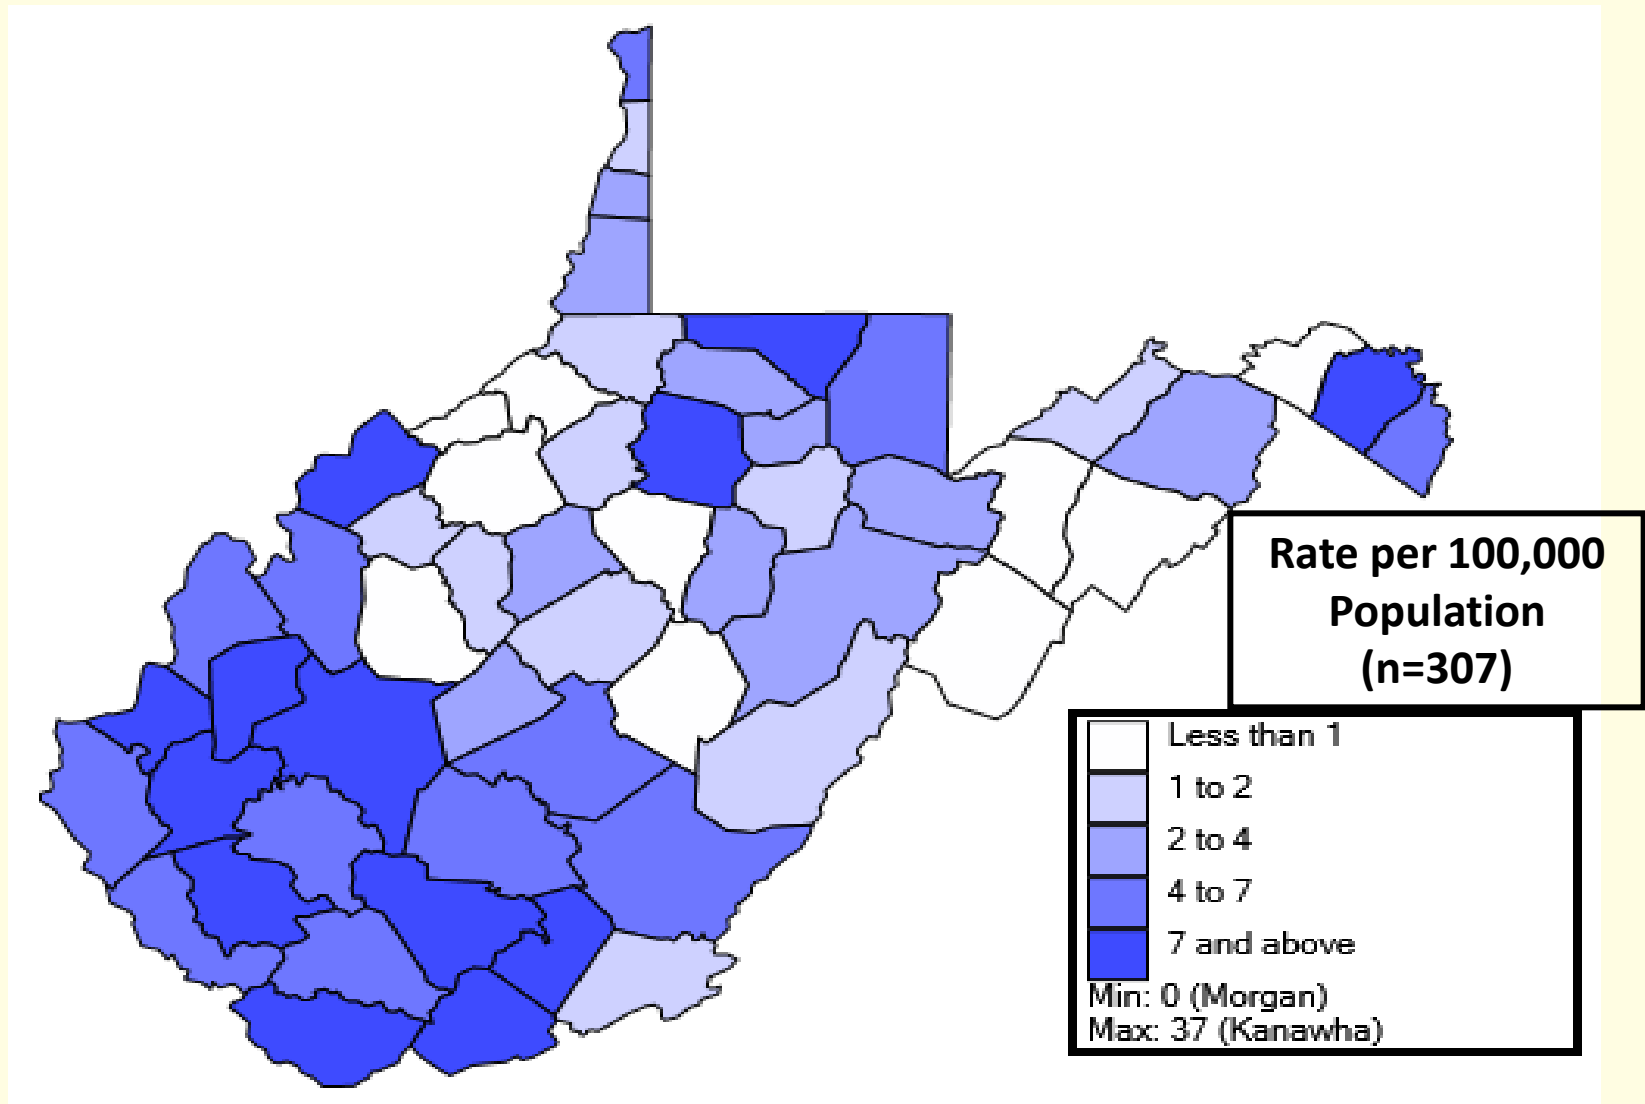 Rate per 100,000
Population
(n=307)
Less than 1
1 to 2
2 to 4
4 to 7
7 and above
Min: 0 (Morgan)
Max: 37 (Kanawha)